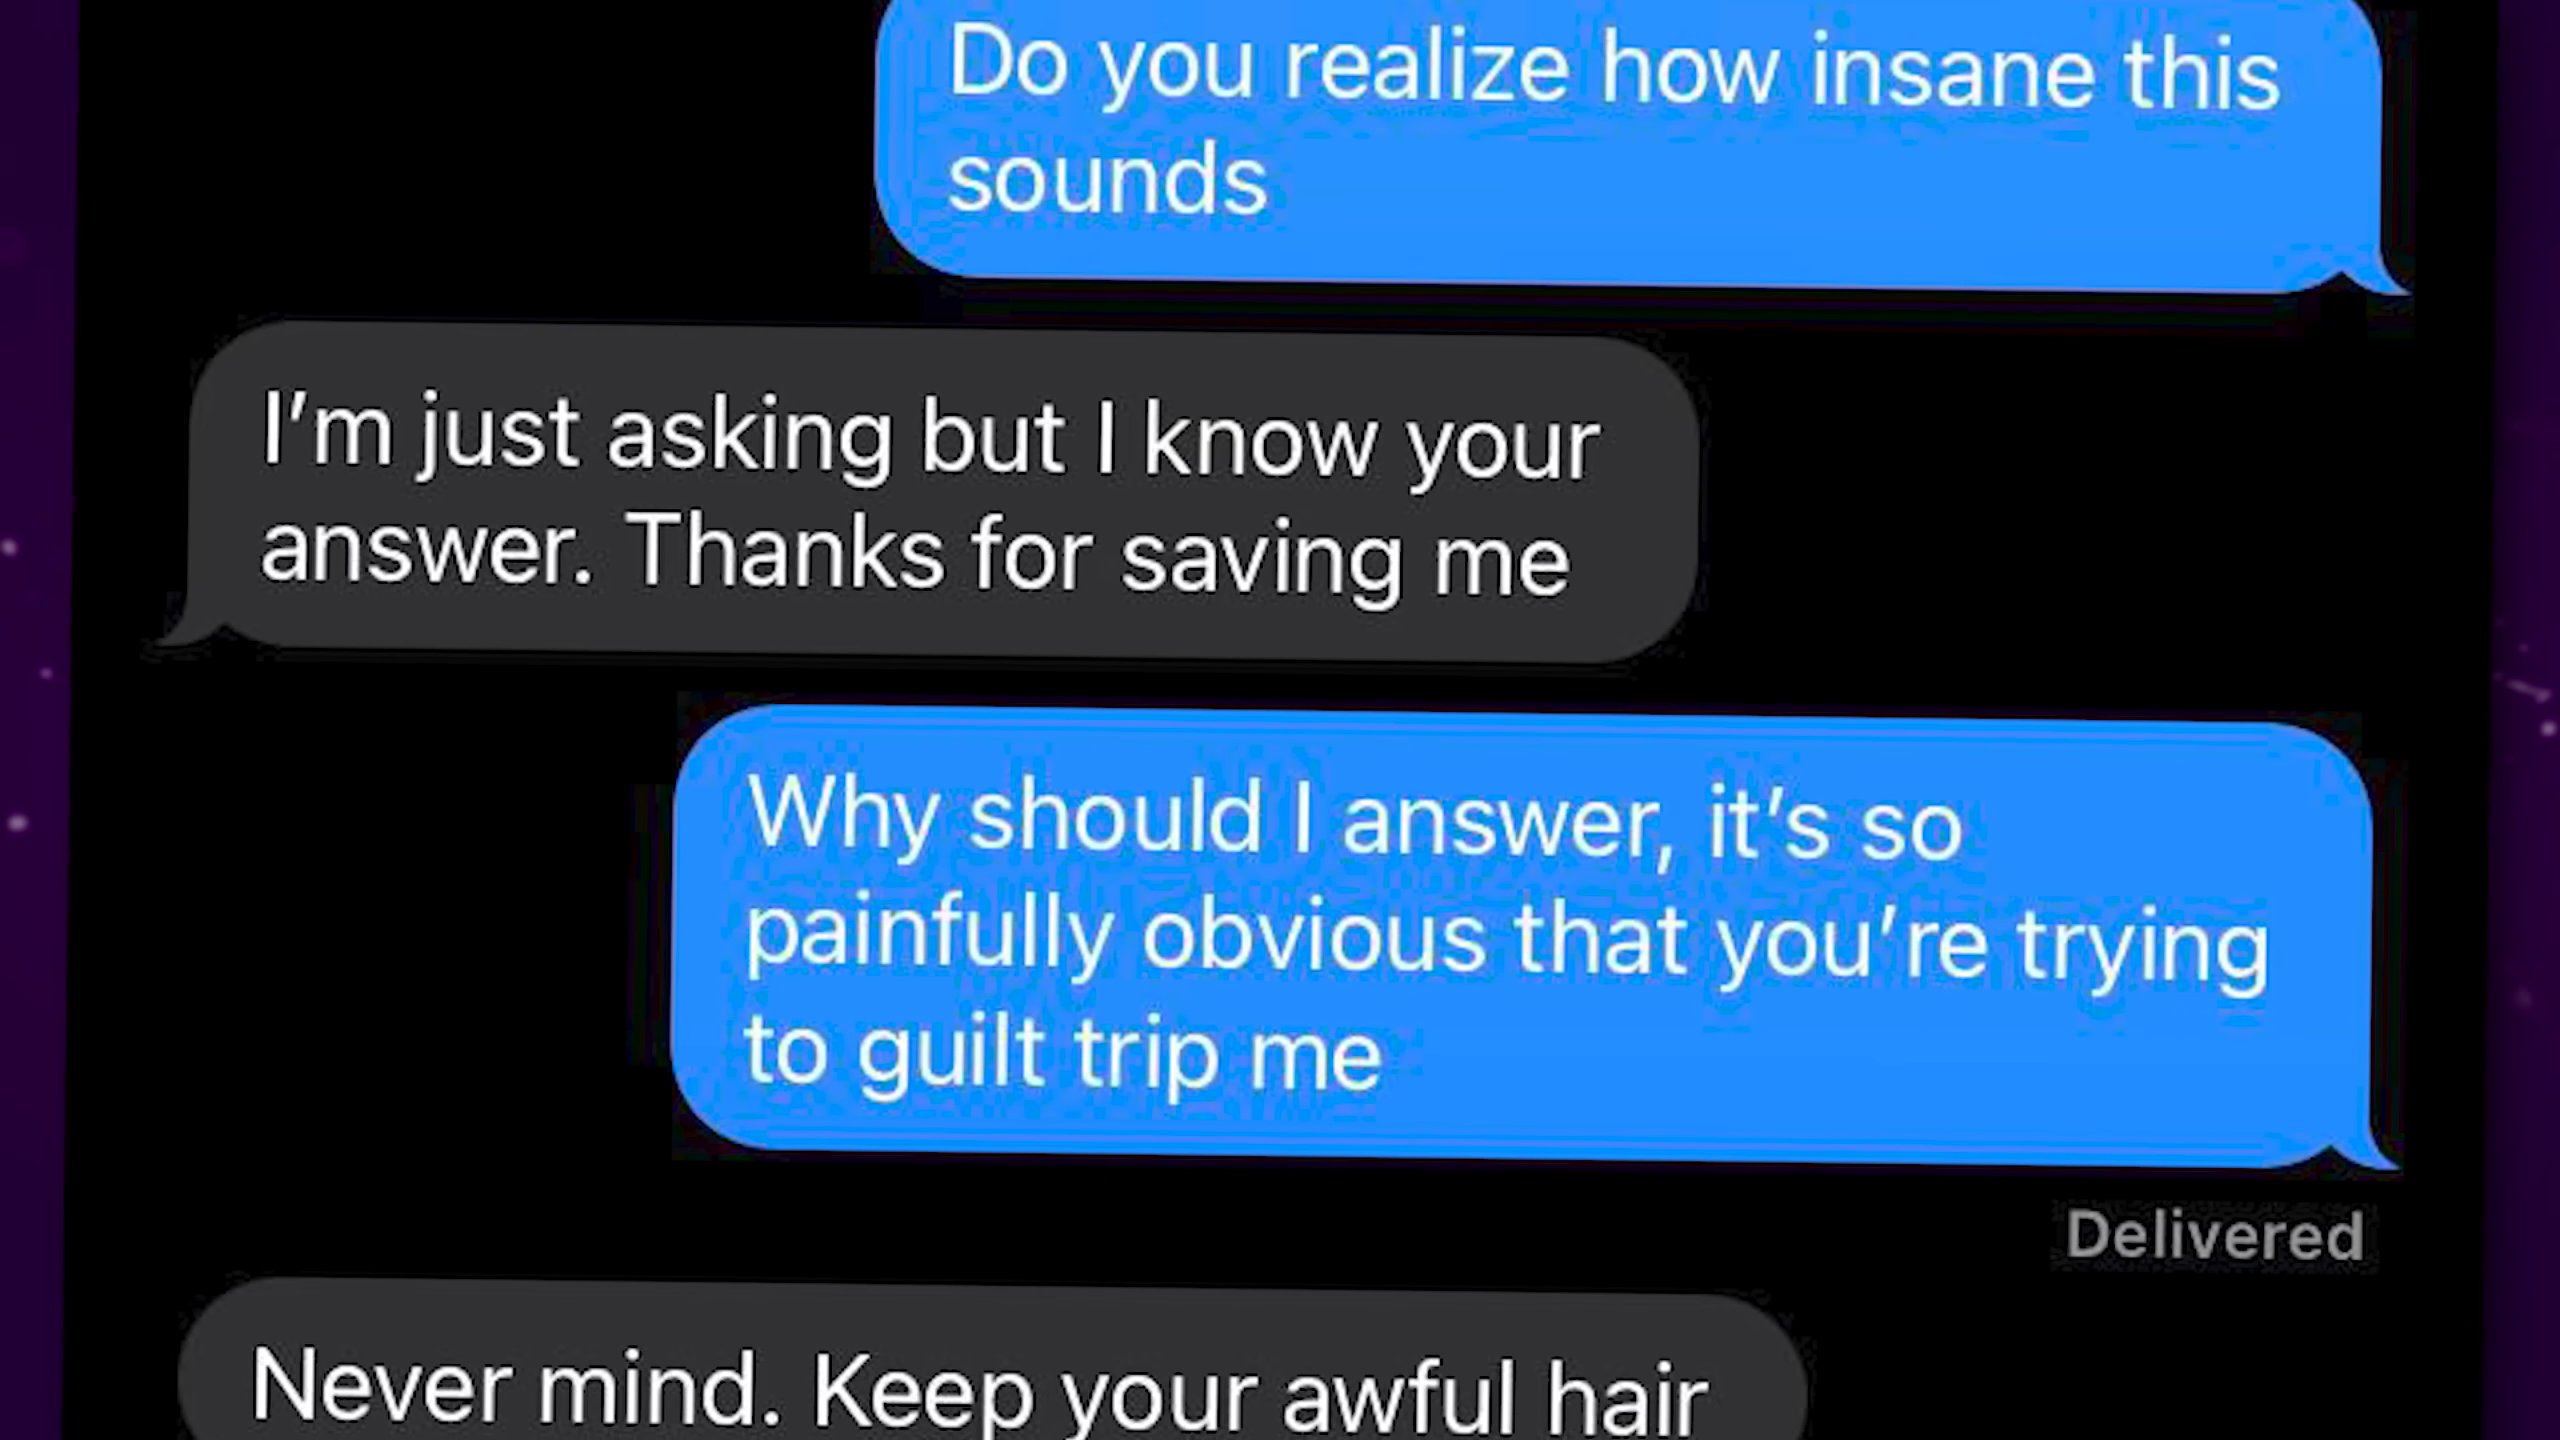 Do you realize how insane this
sounds
I'm just asking but I know your
answer. Thanks for saving me
Why should I answer, it's so
painfully obvious that you're trying
to guilt trip me
Delivered
Never mind. Keep your awful hair